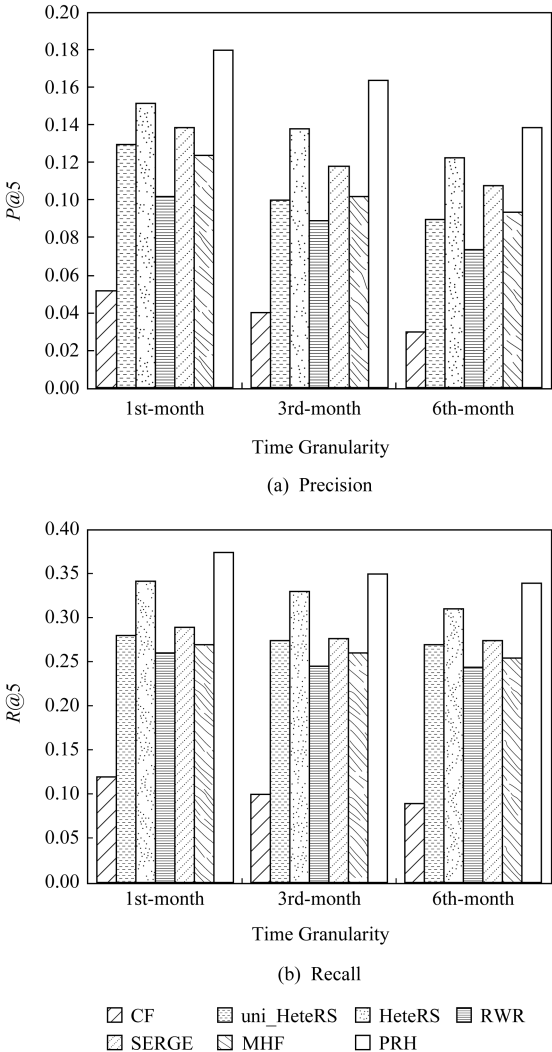 0.20
0.18
0.16
0.14
0.12
0.10
0.08
0.06
0.04
0.02
0.00
P@5
1st-month 3rd-month 6th-month
Time Granularity
(a) Precision
0.40
0.35
0.30
0.25
0.20
0.15
0.10
0.05
0.00
R@5
1st-month 3rd-month 6th-month
Time Granularity
(b) Recall
CF uni_HeteRS HeteRS RWR
SERGE MHF PRH